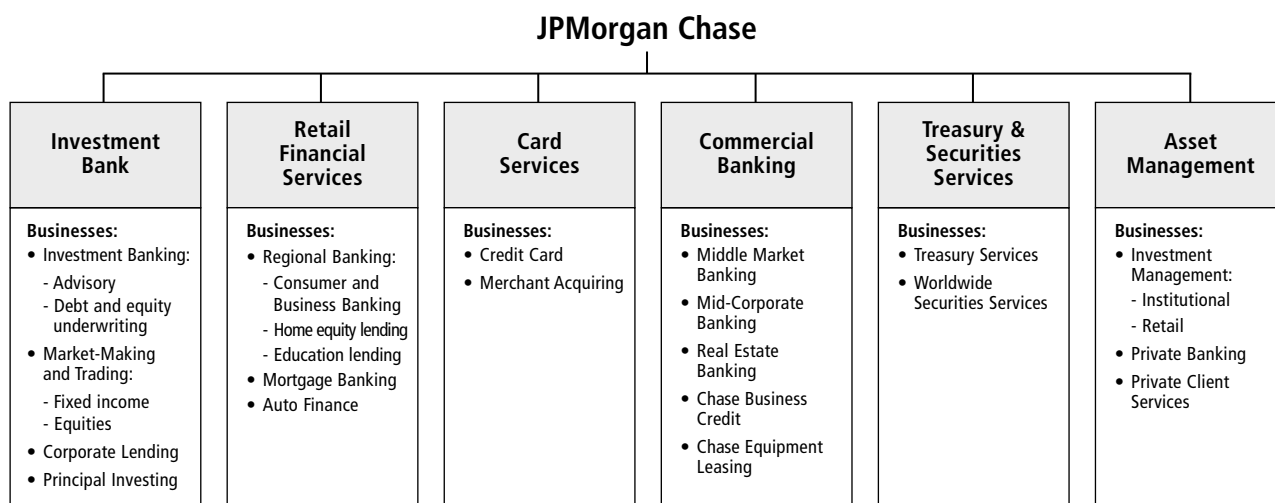 JPMorgan Chase
Investment
Bank
Businesses:
• Investment Banking:
- Advisory
- Debt and equity
underwriting
• Market-Making
and Trading:
- Fixed income
- Equities
• Corporate Lending
• Principal Investing
Retail
Financial
Services
Businesses:
• Regional Banking:
- Consumer and
Business Banking
- Home equity lending
- Education lending
• Mortgage Banking
• Auto Finance
Card
Services
Businesses:
• Credit Card
• Merchant Acquiring
Commercial
Banking
Businesses:
• Middle Market
Banking
• Mid-Corporate
Banking
• Real Estate
Banking
• Chase Business
Credit
• Chase Equipment
Leasing
Treasury &
Securities
Services
Businesses:
• Treasury Services
• Worldwide
Securities Services
Asset
Management
Businesses:
• Investment
Management:
- Institutional
- Retail
• Private Banking
• Private Client
Services